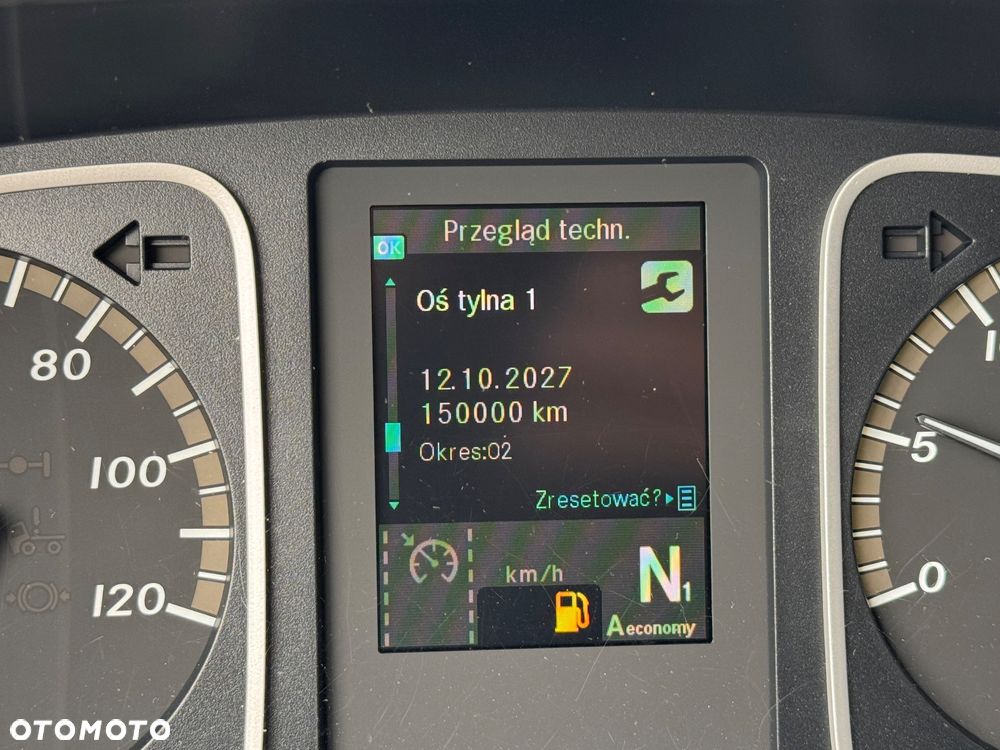 Przegląd techn.
OK
Oś tylna 1
12.10.2027
150000 km
Okres:02
Zresetować?
km/h
N1
A economy
80
100
120
5
0
OTOMOTO